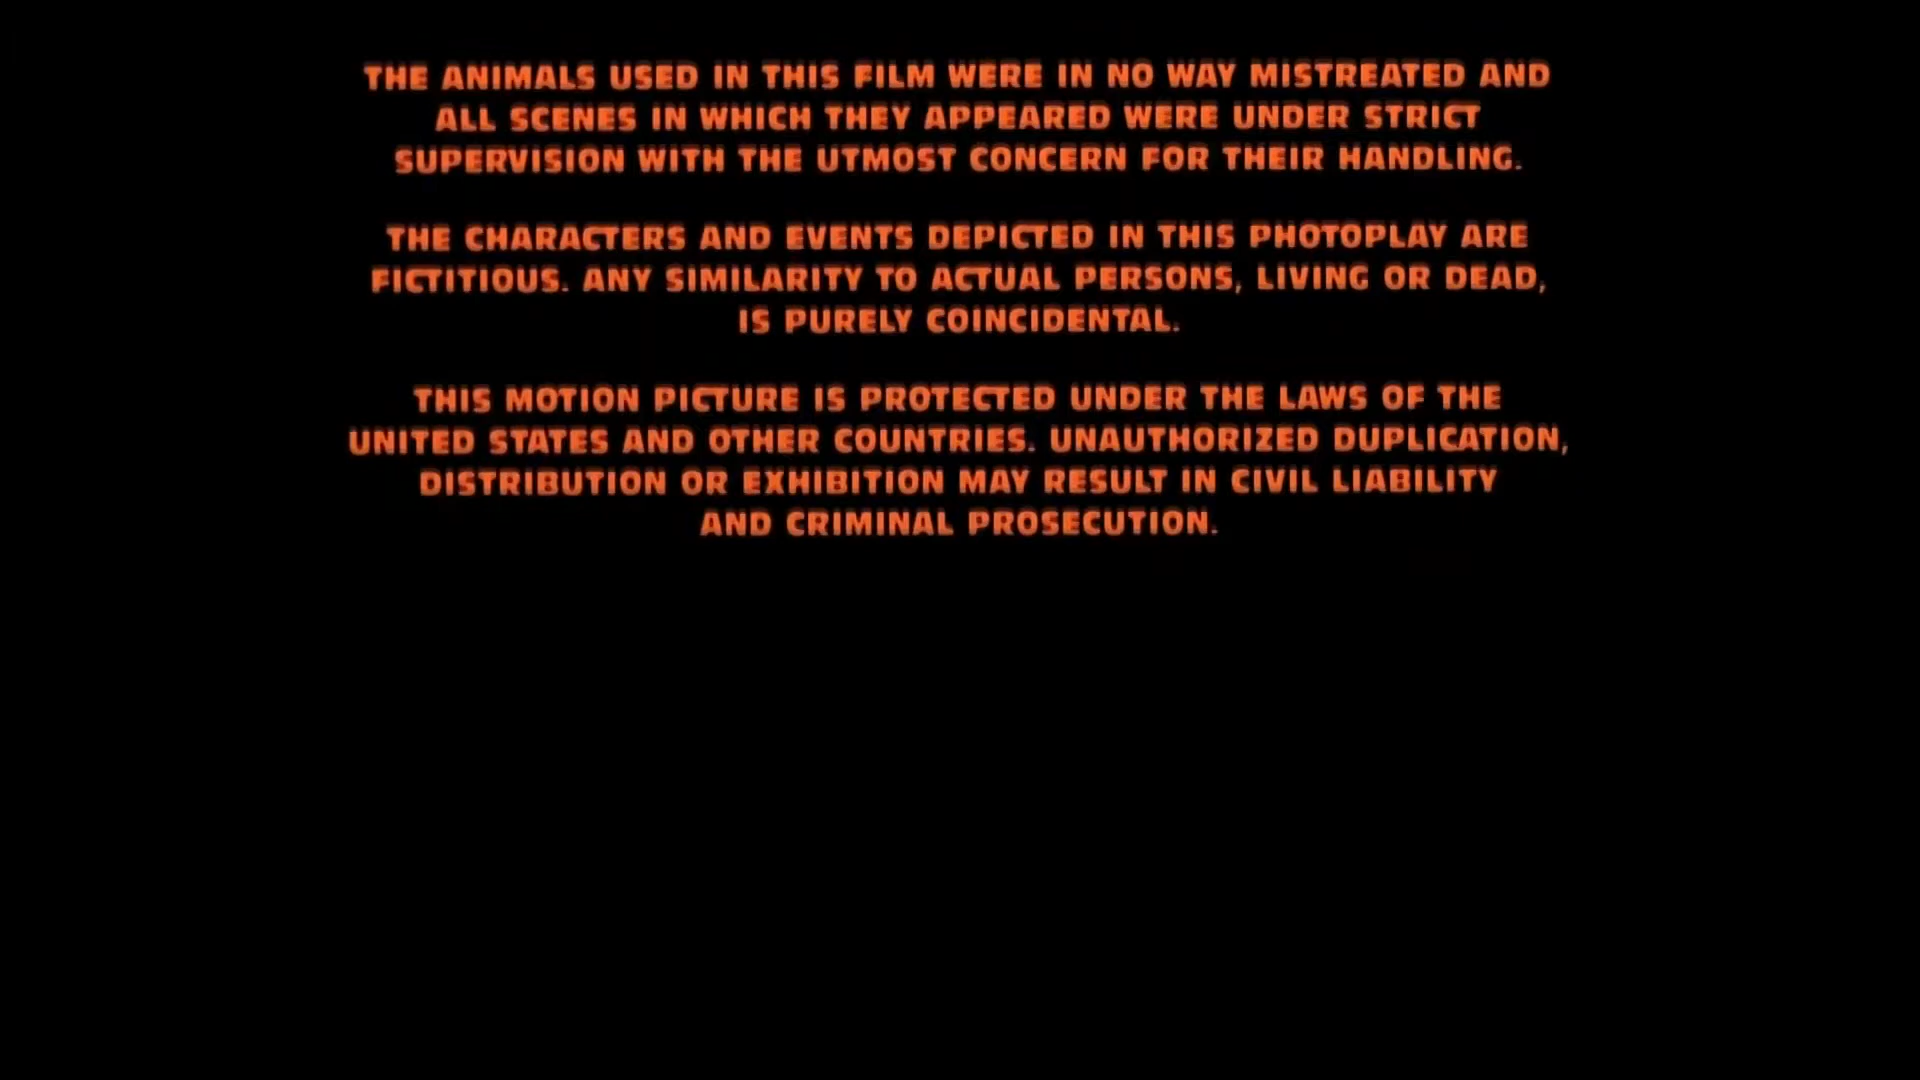 THE ANIMALS USED IN THIS FILM WERE IN NO WAY MISTREATED AND
ALL SCENES IN WHICH THEY APPEARED WERE UNDER STRICT
SUPERVISION WITH THE UTMOST CONCERN FOR THEIR HANDLING.
THE CHARACTERS AND EVENTS DEPICTED IN THIS PHOTOPLAY ARE
FICTITIOUS. ANY SIMILARITY TO ACTUAL PERSONS, LIVING OR DEAD,
IS PURELY COINCIDENTAL.
THIS MOTION PICTURE IS PROTECTED UNDER THE LAWS OF THE
UNITED STATES AND OTHER COUNTRIES. UNAUTHORIZED DUPLICATION,
DISTRIBUTION OR EXHIBITION MAY RESULT IN CIVIL LIABILITY
AND CRIMINAL PROSECUTION.